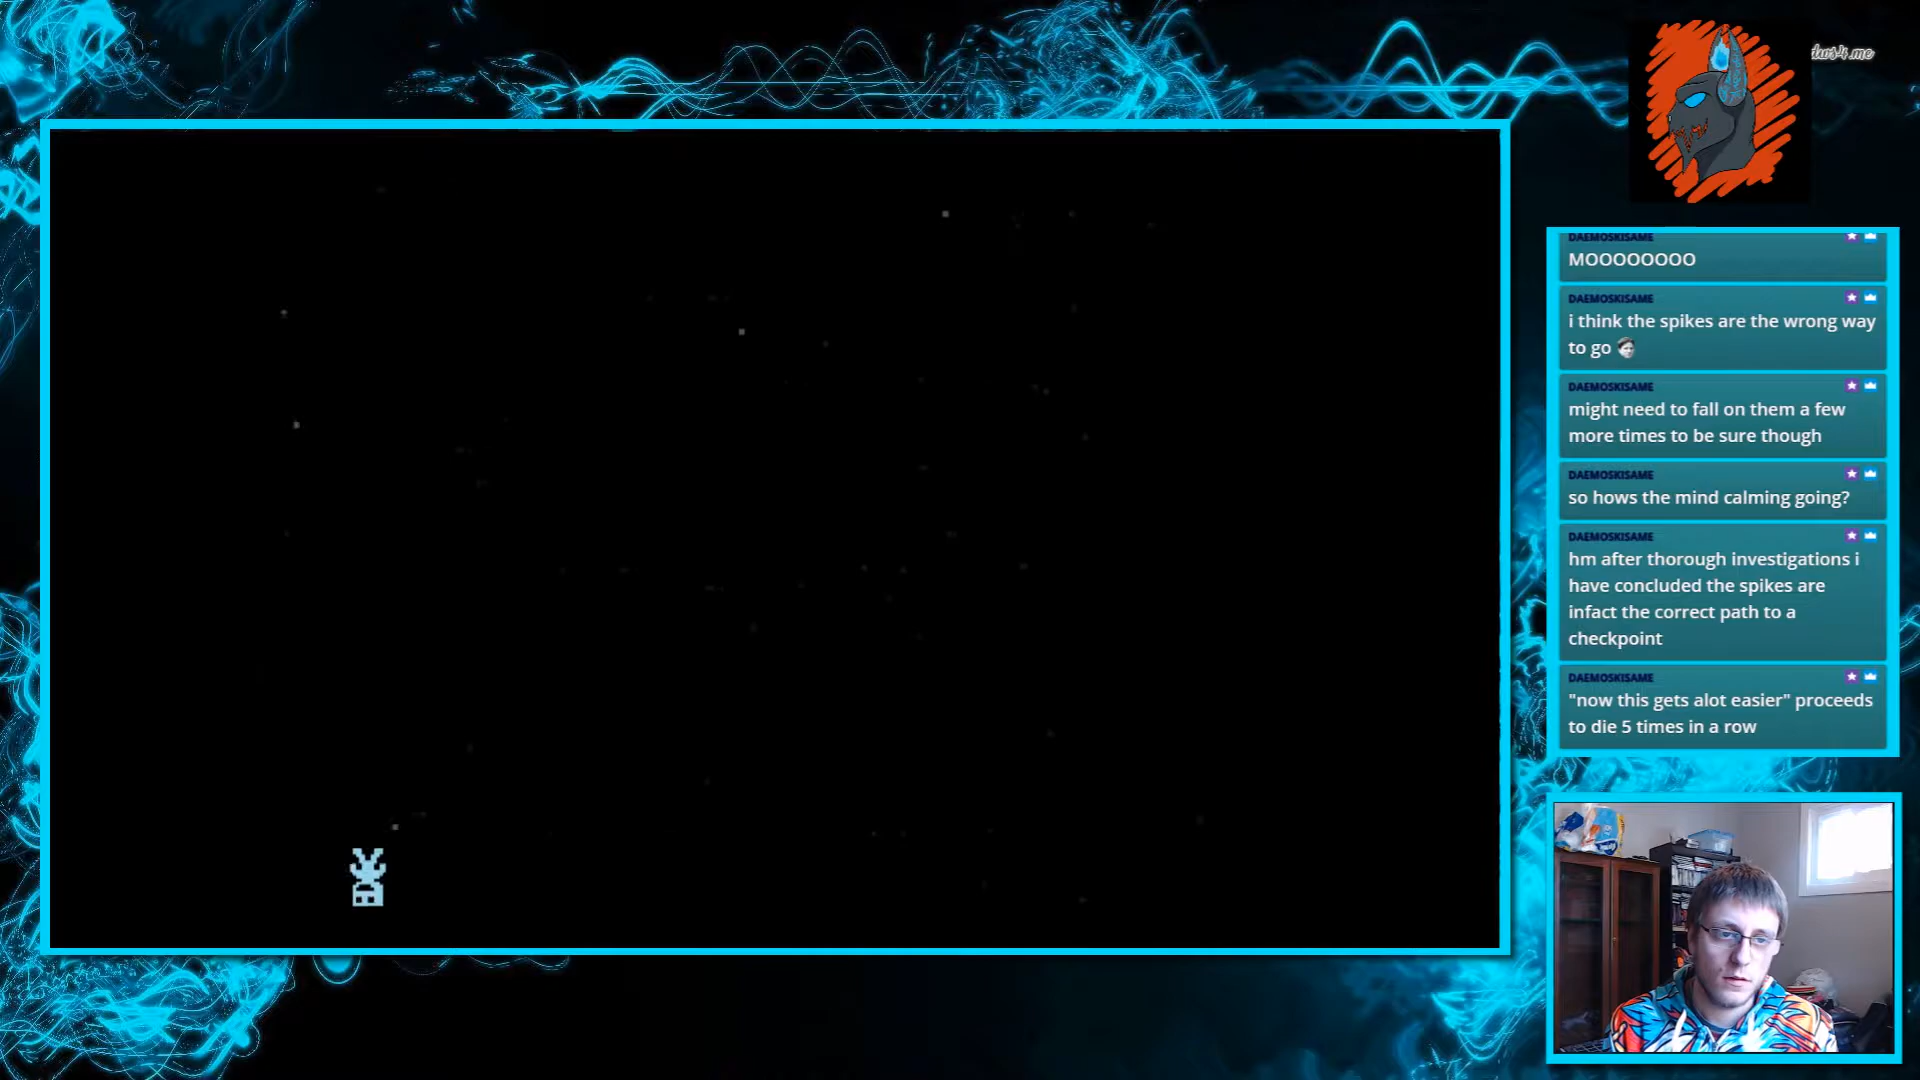 dws4.me
DAEMOSKISAME
MOOOOOOOO
DAEMOSKISAME
i think the spikes are the wrong way
to go
DAEMOSKISAME
might need to fall on them a few
more times to be sure though
DAEMOSKISAME
so hows the mind calming going?
DAEMOSKISAME
hm after thorough investigations i
have concluded the spikes are
infact the correct path to a
checkpoint
DAEMOSKISAME
"now this gets alot easier" proceeds
to die 5 times in a row